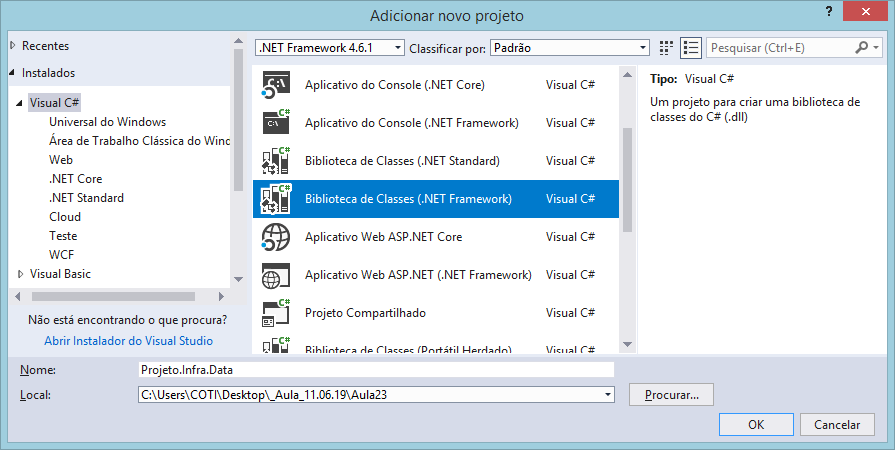 Adicionar novo projeto
? ×
Recentes
Instalados
Visual C#
Universal do Windows
Área de Trabalho Clássica do Wind
Web
.NET Core
.NET Standard
Cloud
Teste
WCF
Visual Basic
Não está encontrando o que procura?
Abrir Instalador do Visual Studio
.NET Framework 4.6.1 Classificar por: Padrão Pesquisar (Ctrl+E)
Aplicativo do Console (.NET Core) Visual C#
Aplicativo do Console (.NET Framework) Visual C#
Biblioteca de Classes (.NET Standard) Visual C#
Biblioteca de Classes (.NET Framework) Visual C#
Aplicativo Web ASP.NET Core Visual C#
Aplicativo Web ASP.NET (.NET Framework) Visual C#
Projeto Compartilhado Visual C#
Biblioteca de Classes (Portátil Herdado) Visual C#
Tipo: Visual C#
Um projeto para criar uma biblioteca de
classes do C# (.dll)
Nome: Projeto.Infra.Data
Local: C:\Users\COTI\Desktop\_Aula_11.06.19\Aula23 Procurar...
OK Cancelar